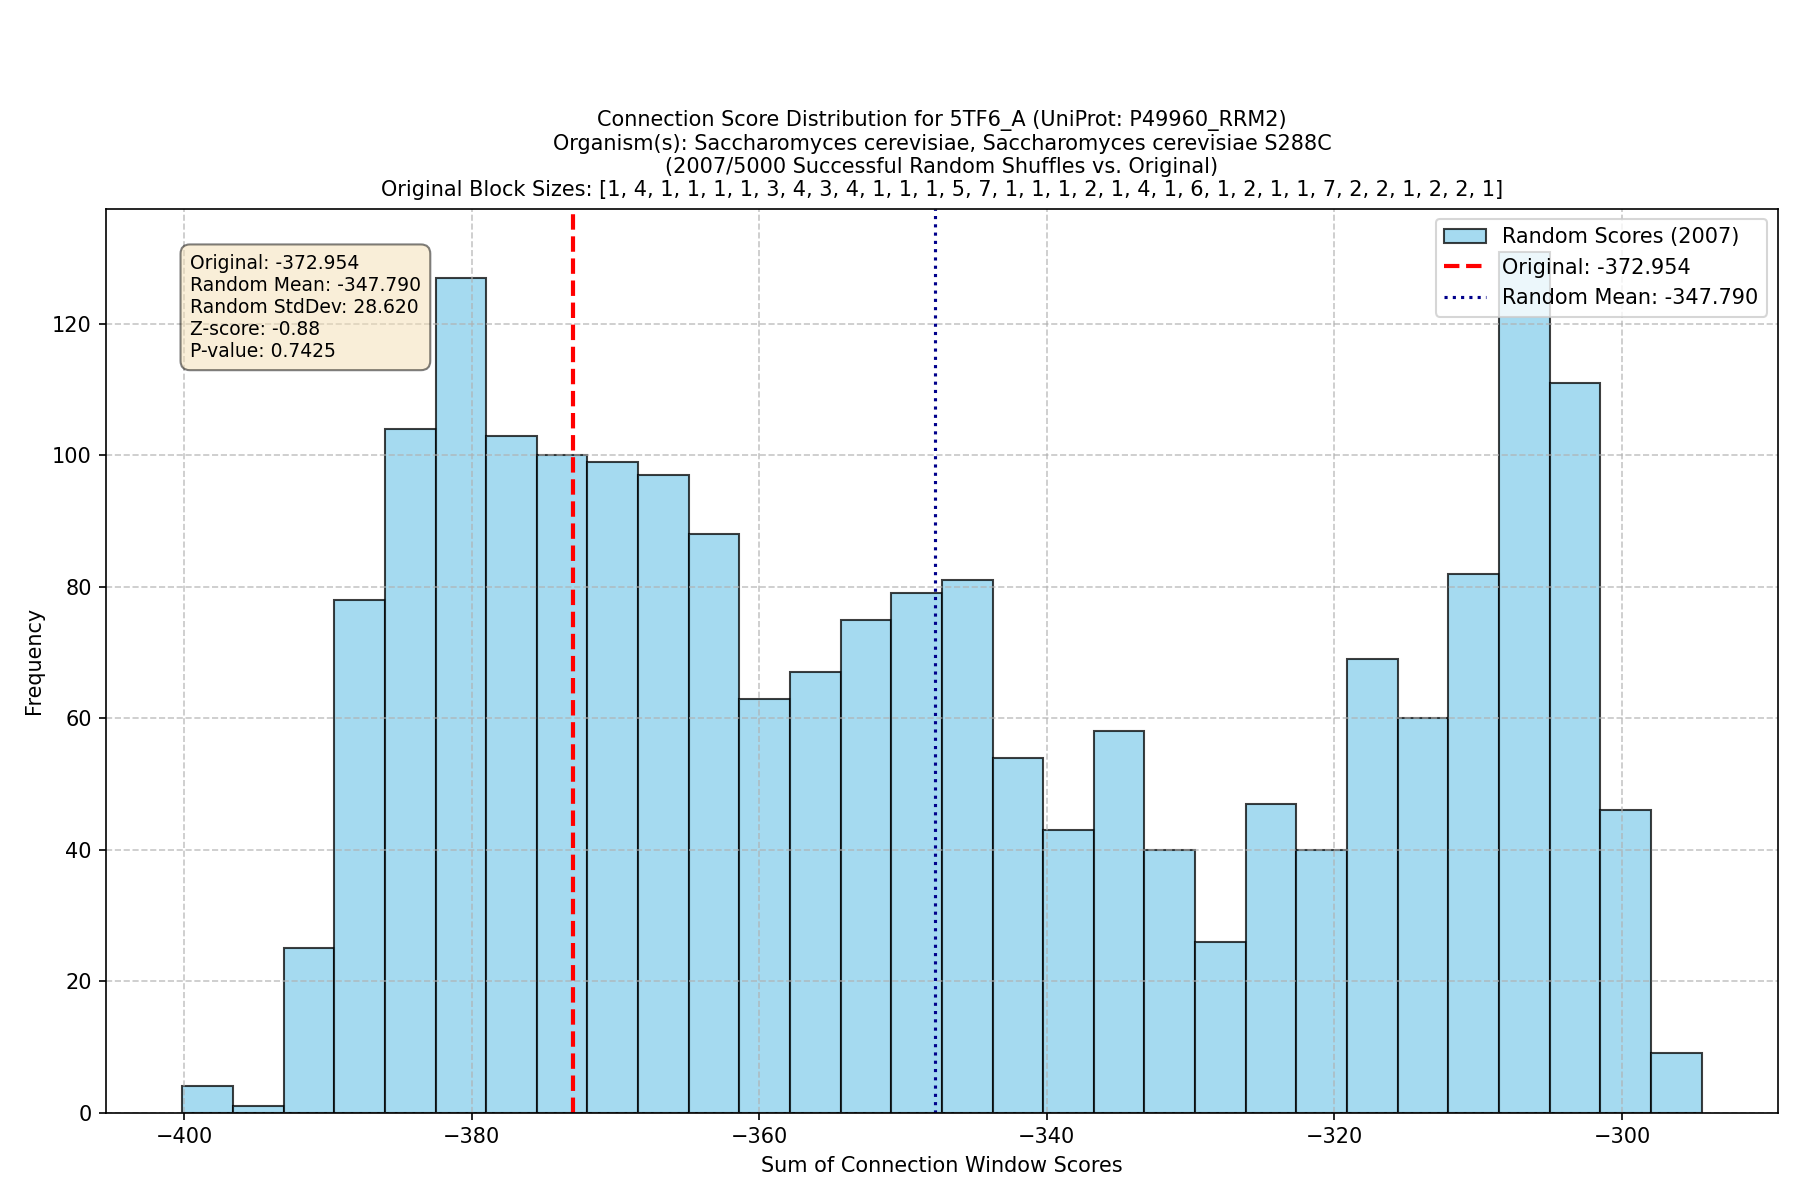 Connection Score Distribution for 5TF6_A (UniProt: P49960_RRM2)
Organism(s): Saccharomyces cerevisiae, Saccharomyces cerevisiae S288C
(2007/5000 Successful Random Shuffles vs. Original)
Original Block Sizes: [1, 4, 1, 1, 1, 1, 3, 4, 3, 4, 1, 1, 1, 5, 7, 1, 1, 1, 2, 1, 4, 1, 6, 1, 2, 1, 1, 7, 2, 2, 1, 2, 2, 1]
Original: -372.954
Random Mean: -347.790
Random StdDev: 28.620
Z-score: -0.88
P-value: 0.7425
Random Scores (2007)
Original: -372.954
Random Mean: -347.790
Frequency
120
100
80
60
40
20
0
−400 −380 −360 −340 −320 −300
Sum of Connection Window Scores